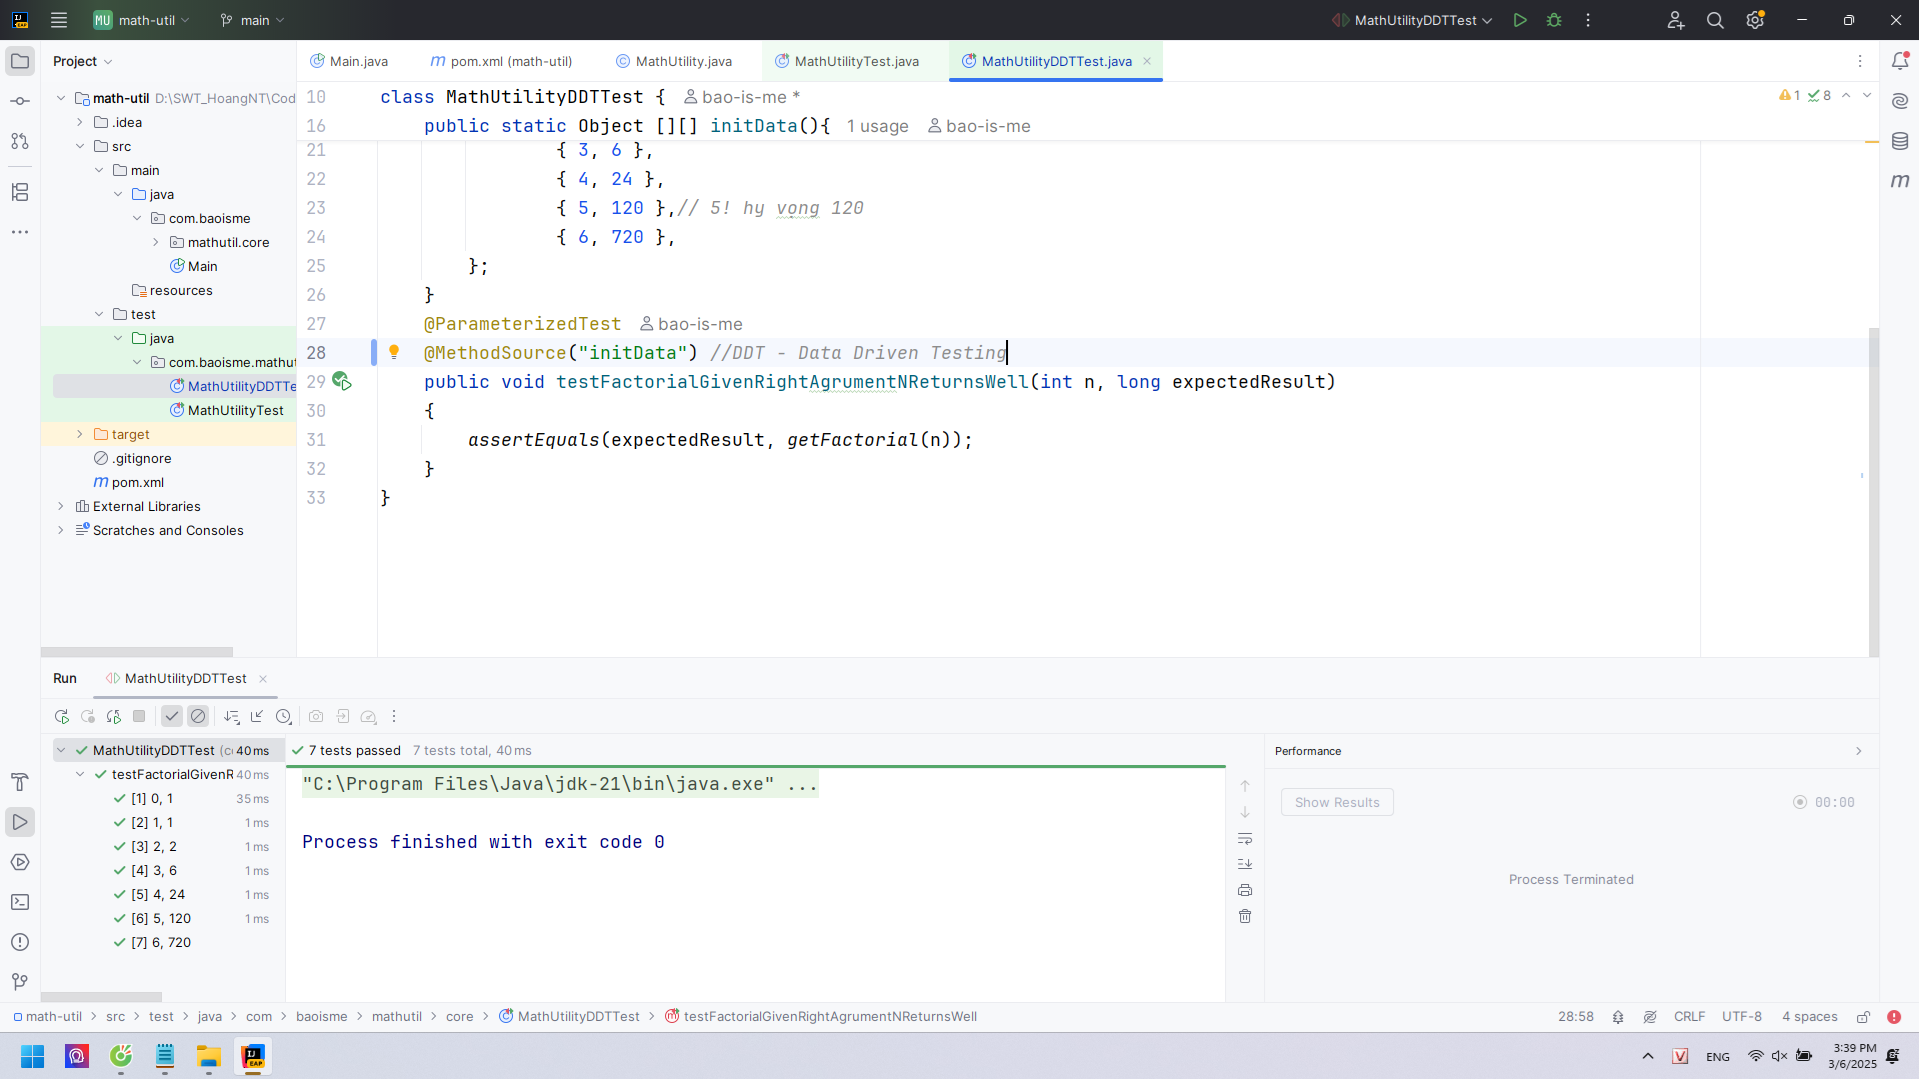 MU math-util main MathUtilityDDTTest
Project
math-util D:\SWT_HoangNT\Cod
.idea
src
main
java
com.baoisme
mathutil.core
Main
resources
test
java
com.baoisme.mathut
MathUtilityDDTTe
MathUtilityTest
target
.gitignore
pom.xml
External Libraries
Scratches and Consoles
Main.java pom.xml (math-util) MathUtility.java MathUtilityTest.java MathUtilityDDTTest.java
10 class MathUtilityDDTTest { bao-is-me *
1 8
16 public static Object [][] initData(){ 1 usage bao-is-me
21 { 3, 6 },
22 { 4, 24 },
23 { 5, 120 },// 5! hy vọng 120
24 { 6, 720 },
25 };
26 }
27 @ParameterizedTest bao-is-me
28 @MethodSource("initData") //DDT - Data Driven Testing
29 public void testFactorialGivenRightAgrumentNReturnsWell(int n, long expectedResult)
30 {
31 assertEquals(expectedResult, getFactorial(n));
32 }
33 }
Run MathUtilityDDTTest
MathUtilityDDTTest (co 40 ms
testFactorialGivenR 40 ms
[1] 0, 1 35 ms
[2] 1, 1 1 ms
[3] 2, 2 1 ms
[4] 3, 6 1 ms
[5] 4, 24 1 ms
[6] 5, 120 1 ms
[7] 6, 720
7 tests passed 7 tests total, 40 ms
"C:\Program Files\Java\jdk-21\bin\java.exe" ...
Process finished with exit code 0
Performance
Show Results 00:00
Process Terminated
math-util > src > test > java > com > baoisme > mathutil > core > MathUtilityDDTTest > testFactorialGivenRightAgrumentNReturnsWell
28:58 CRLF UTF-8 4 spaces
V ENG
3:39 PM
3/6/2025